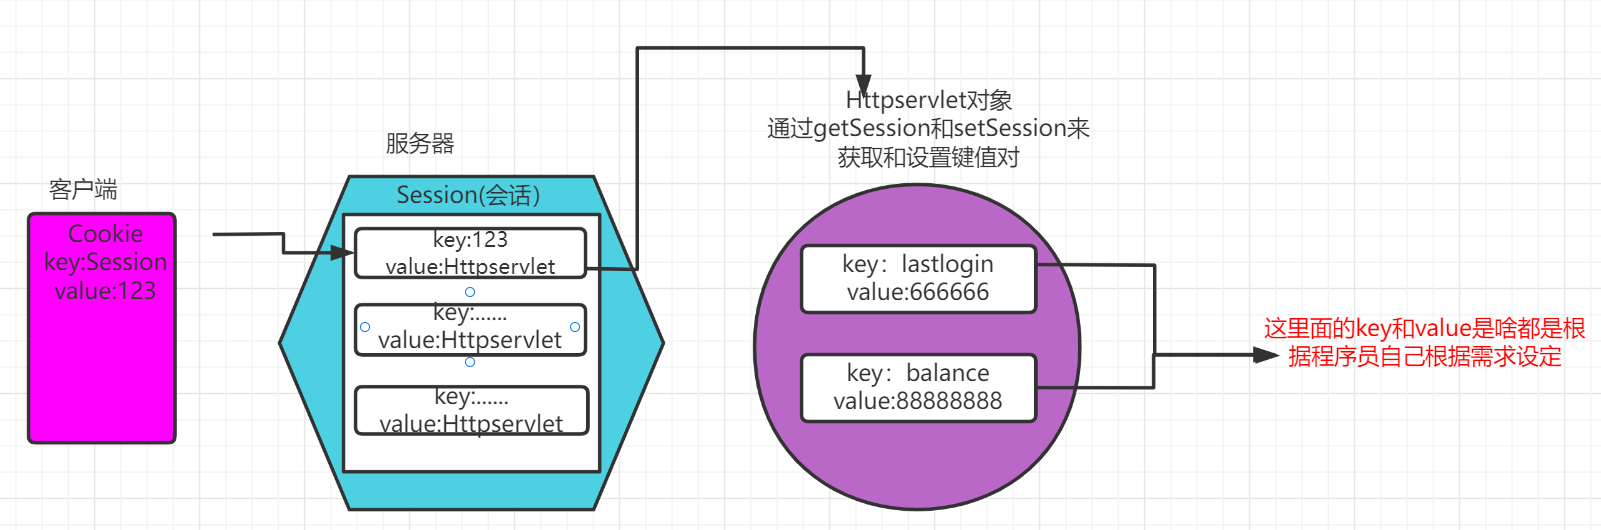 客户端
Cookie
key:Session
value:123
服务器
Session(会话）
key:123
value:Httpservlet
key:......
value:Httpservlet
key:......
value:Httpservlet
Httpservlet对象
通过getSession和setSession来
获取和设置键值对
key：lastlogin
value:666666
key：balance
value:88888888
这里面的key和value是啥都是根
据程序员自己根据需求设定